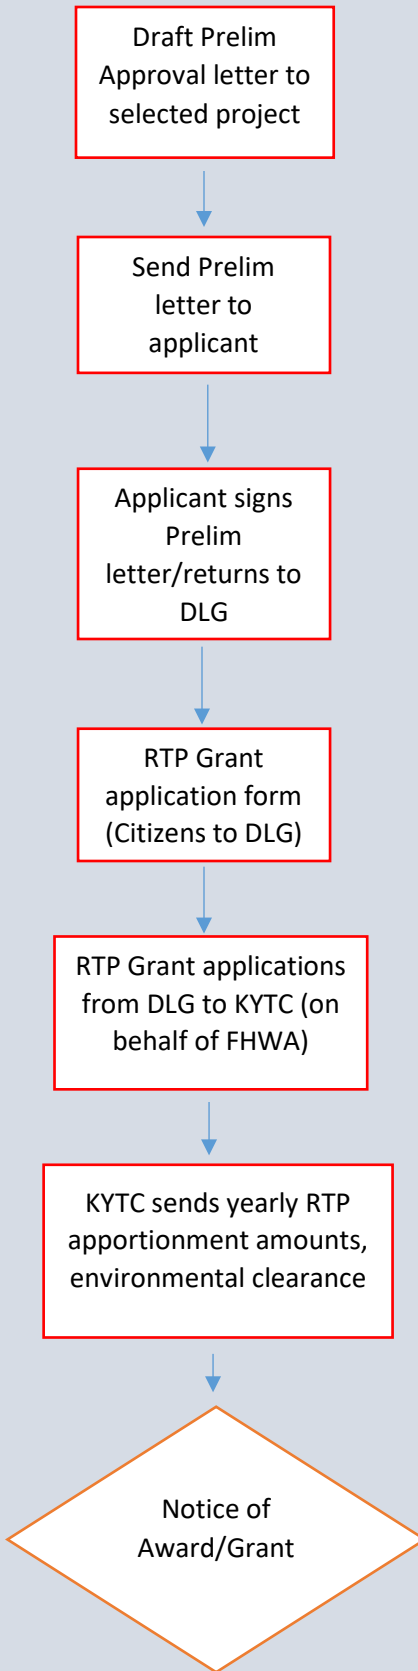 Draft Prelim
Approval letter to
selected project
Send Prelim
letter to
applicant
Applicant signs
Prelim
letter/returns to
DLG
RTP Grant
application form
(Citizens to DLG)
RTP Grant applications
from DLG to KYTC (on
behalf of FHWA)
KYTC sends yearly RTP
apportionment amounts,
environmental clearance
Notice of
Award/Grant